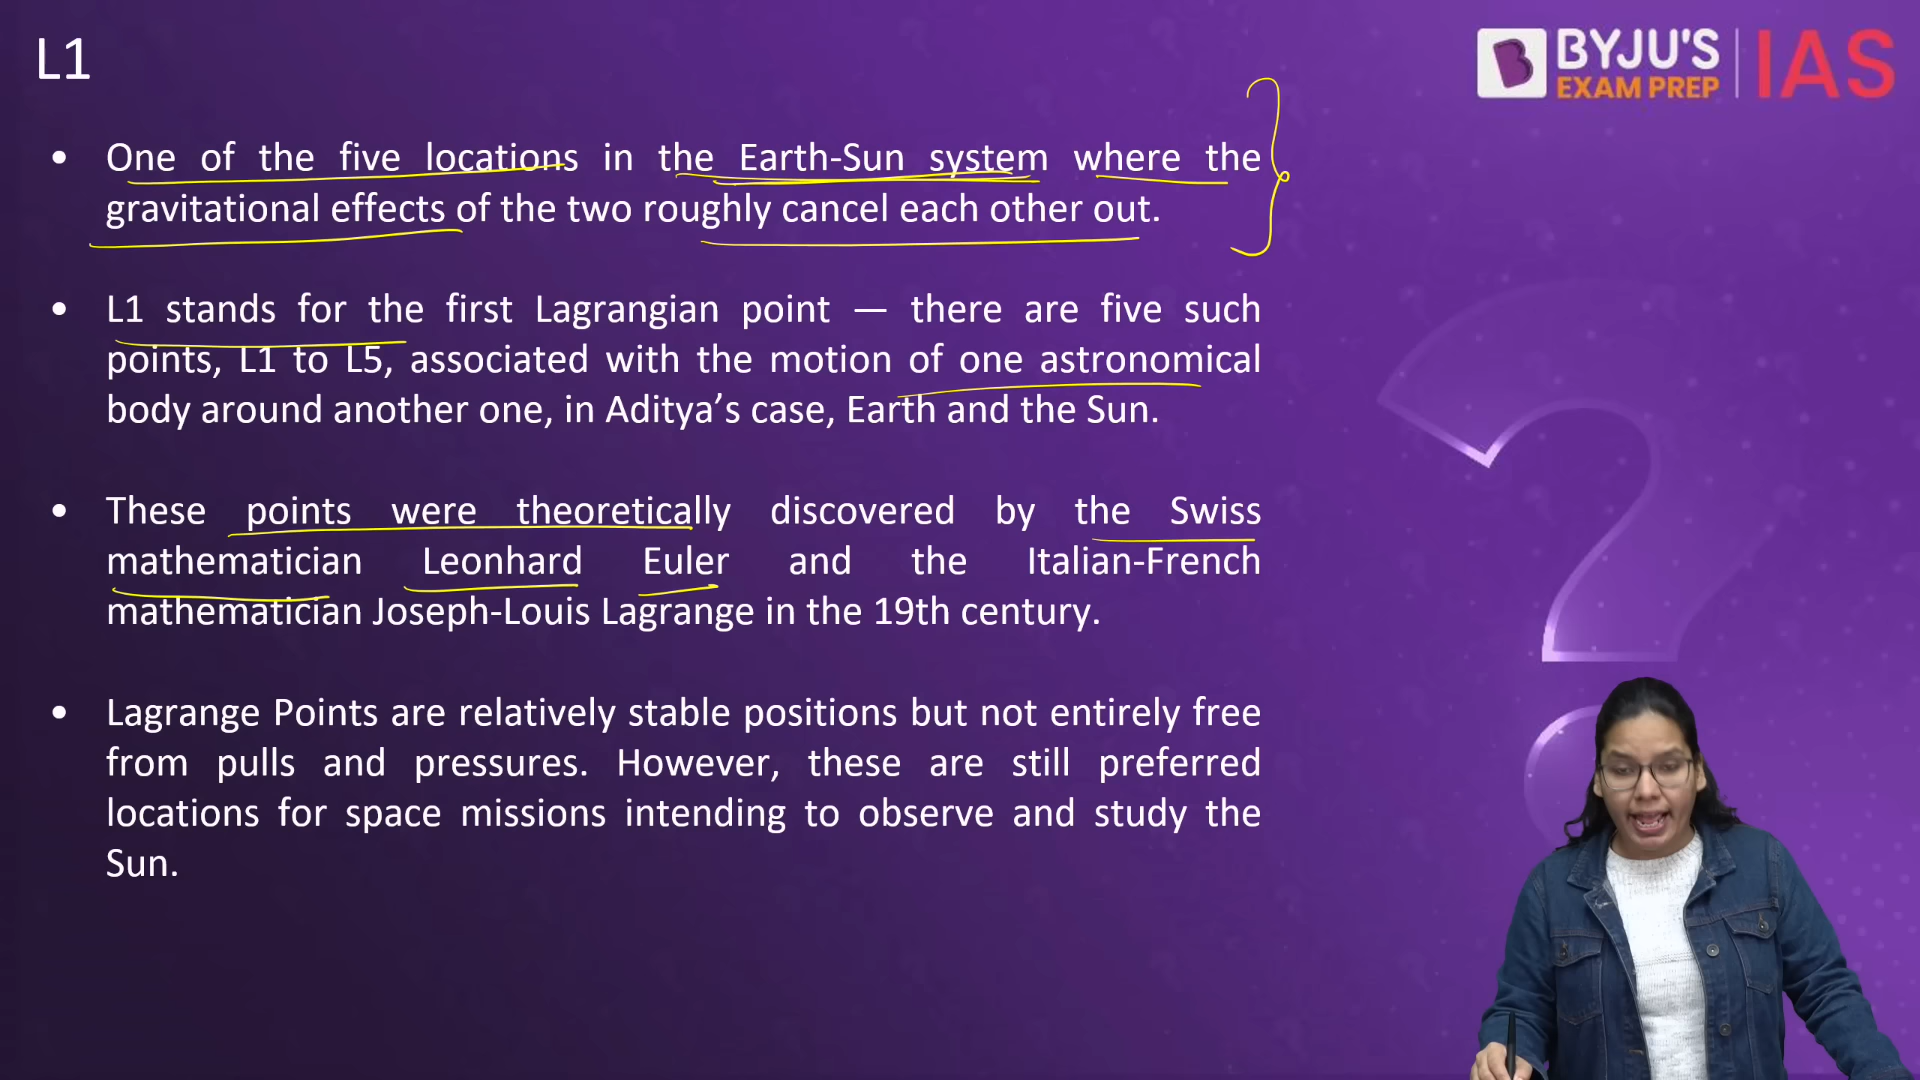 L1
BYJU'S
EXAM PREP
IAS
• One of the five locations in the Earth-Sun system where the
gravitational effects of the two roughly cancel each other out.
• L1 stands for the first Lagrangian point — there are five such
points, L1 to L5, associated with the motion of one astronomical
body around another one, in Aditya’s case, Earth and the Sun.
• These points were theoretically discovered by the Swiss
mathematician Leonhard Euler and the Italian-French
mathematician Joseph-Louis Lagrange in the 19th century.
• Lagrange Points are relatively stable positions but not entirely free
from pulls and pressures. However, these are still preferred
locations for space missions intending to observe and study the
Sun.